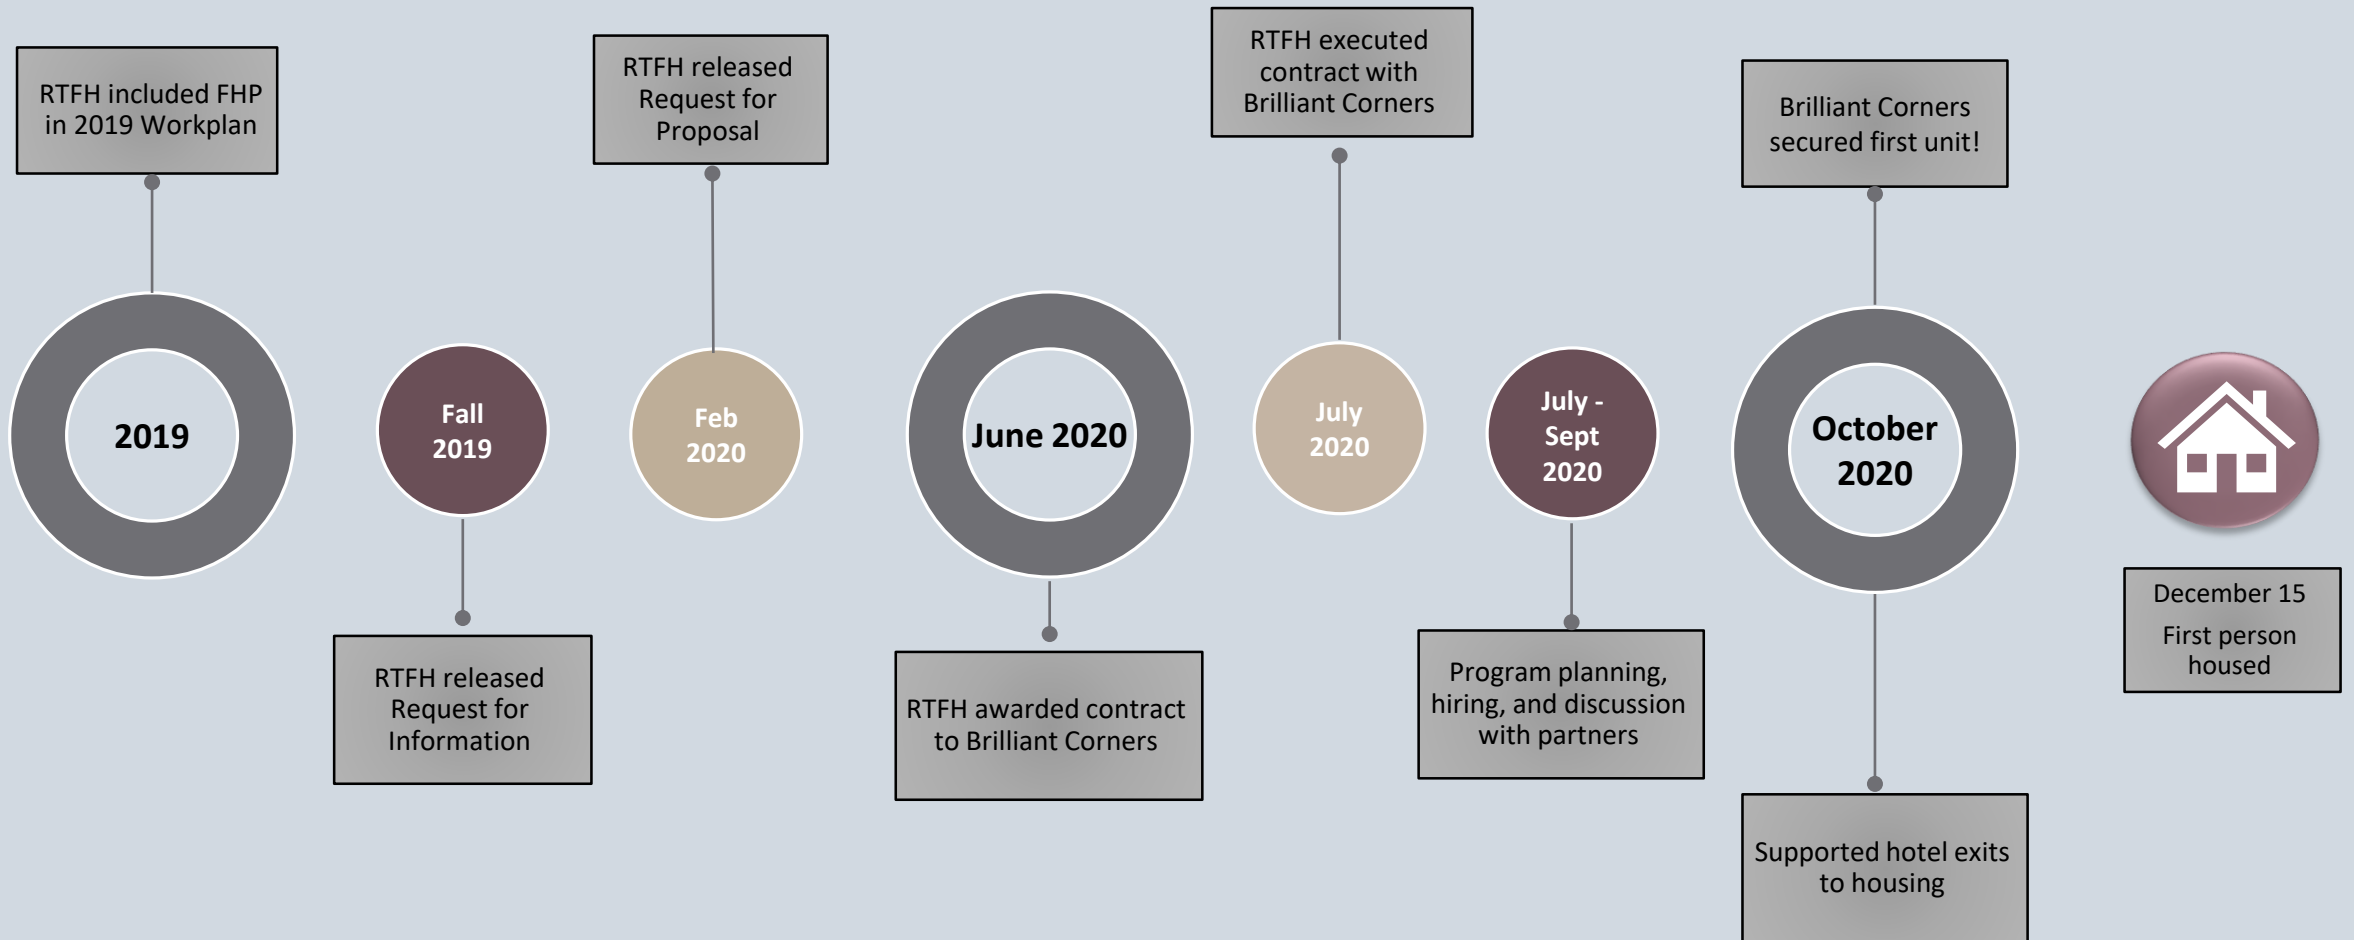 RTFH included FHP
in 2019 Workplan
2019
Fall
2019
RTFH released
Request for
Information
RTFH released
Request for
Proposal
Feb
2020
June 2020
RTFH awarded contract
to Brilliant Corners
RTFH executed
contract with
Brilliant Corners
July
2020
July -
Sept
2020
Program planning,
hiring, and discussion
with partners
Brilliant Corners
secured first unit!
October
2020
Supported hotel exits
to housing
December 15
First person
housed